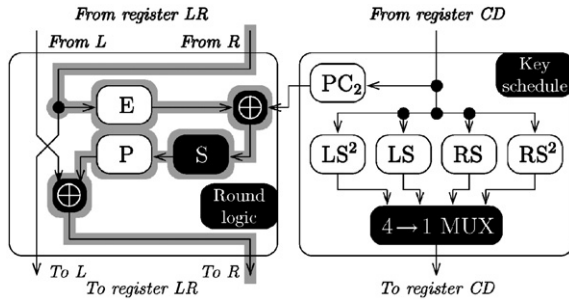 From register LR
From register CD
From L
From R
Key
schedule
PC₂
E
⊕
P
S
LS²
LS
RS
RS²
⊕
Round
logic
4→1 MUX
To L
To R
To register LR
To register CD